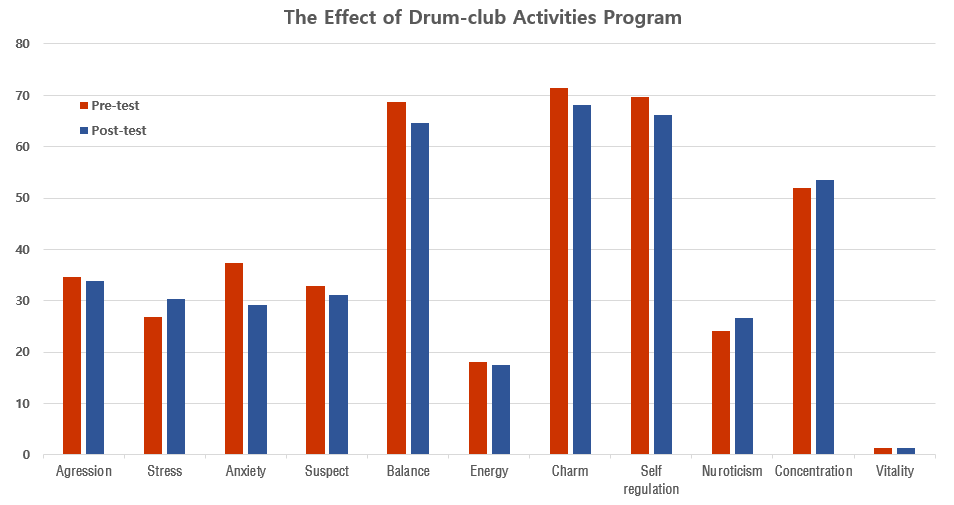 The Effect of Drum-club Activities Program
80
70
60
50
40
30
20
10
0
Pre-test
Post-test
Agression
Stress
Anxiety
Suspect
Balance
Energy
Charm
Self
regulation
Nuroticism
Concentration
Vitality